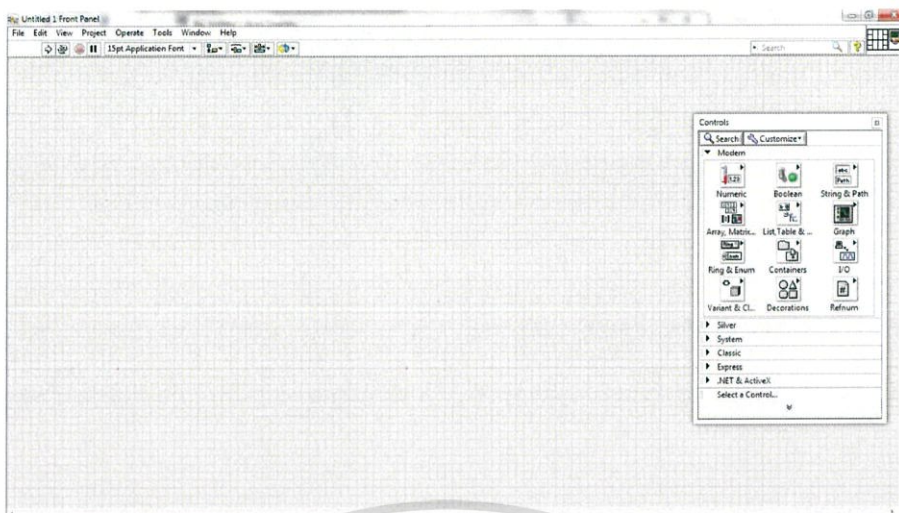 Untitled 1 Front Panel
File Edit View Project Operate Tools Window Help
15pt Application Font
Search
Controls
Search Customize
Modern
Numeric Boolean String & Path
Array, Matric... List, Table & ... Graph
Ring & Enum Containers I/O
Variant & Cl... Decorations Refnum
Silver
System
Classic
Express
.NET & ActiveX
Select a Control...